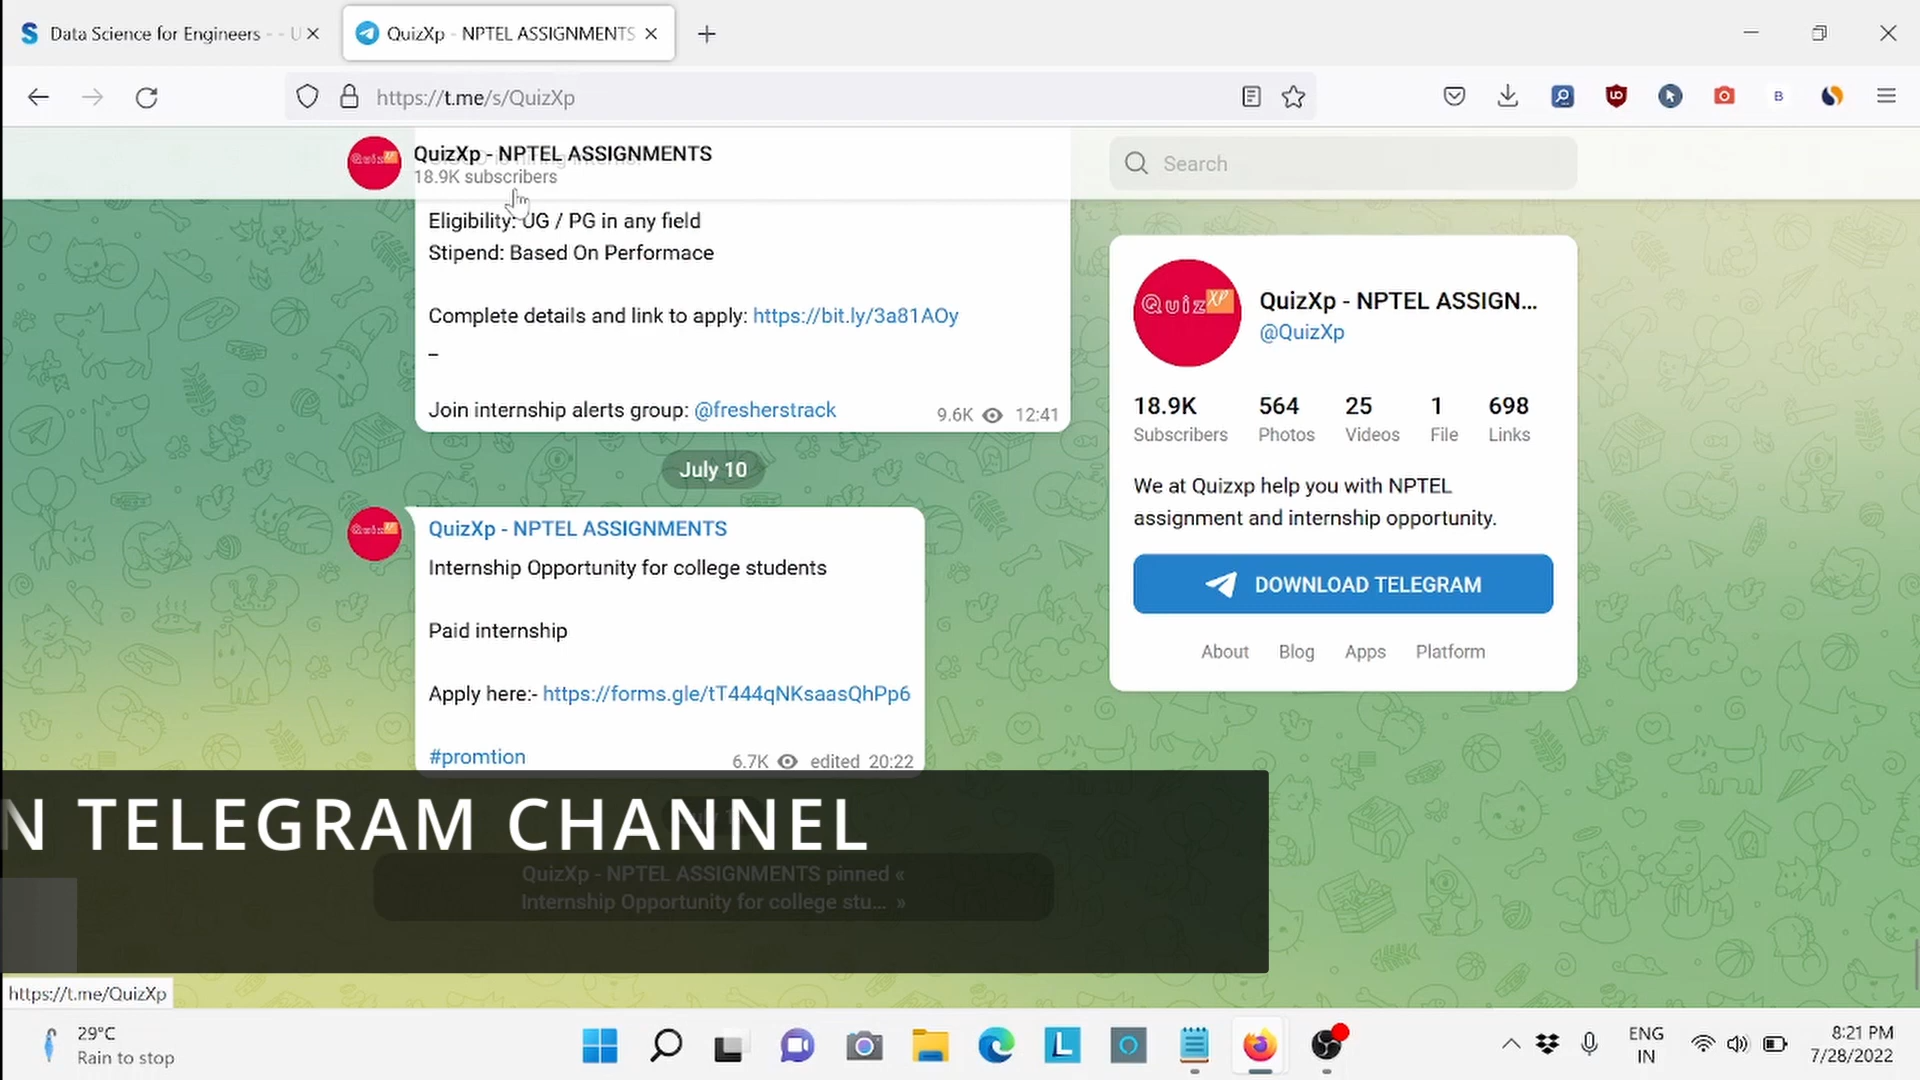 Data Science for Engineers - - U
QuizXp - NPTEL ASSIGNMENTS
https://t.me/s/QuizXp
QuizXp - NPTEL ASSIGNMENTS
18.9K subscribers
Search
Eligibility: UG / PG in any field
Stipend: Based On Performace
Complete details and link to apply: https://bit.ly/3a81AOy
–
Join internship alerts group: @fresherstrack
9.6K 12:41
July 10
QuizXp - NPTEL ASSIGNMENTS
Internship Opportunity for college students
Paid internship
Apply here:- https://forms.gle/tT444qNKsaasQhPp6
#promtion
6.7K edited 20:22
Quiz XP
QuizXp - NPTEL ASSIGN...
@QuizXp
18.9K 564 25 1 698
Subscribers Photos Videos File Links
We at Quizxp help you with NPTEL
assignment and internship opportunity.
DOWNLOAD TELEGRAM
About Blog Apps Platform
N TELEGRAM CHANNEL
QuizXp - NPTEL ASSIGNMENTS pinned «
Internship Opportunity for college stu... »
https://t.me/QuizXp
29°C
Rain to stop
ENG
IN
8:21 PM
7/28/2022